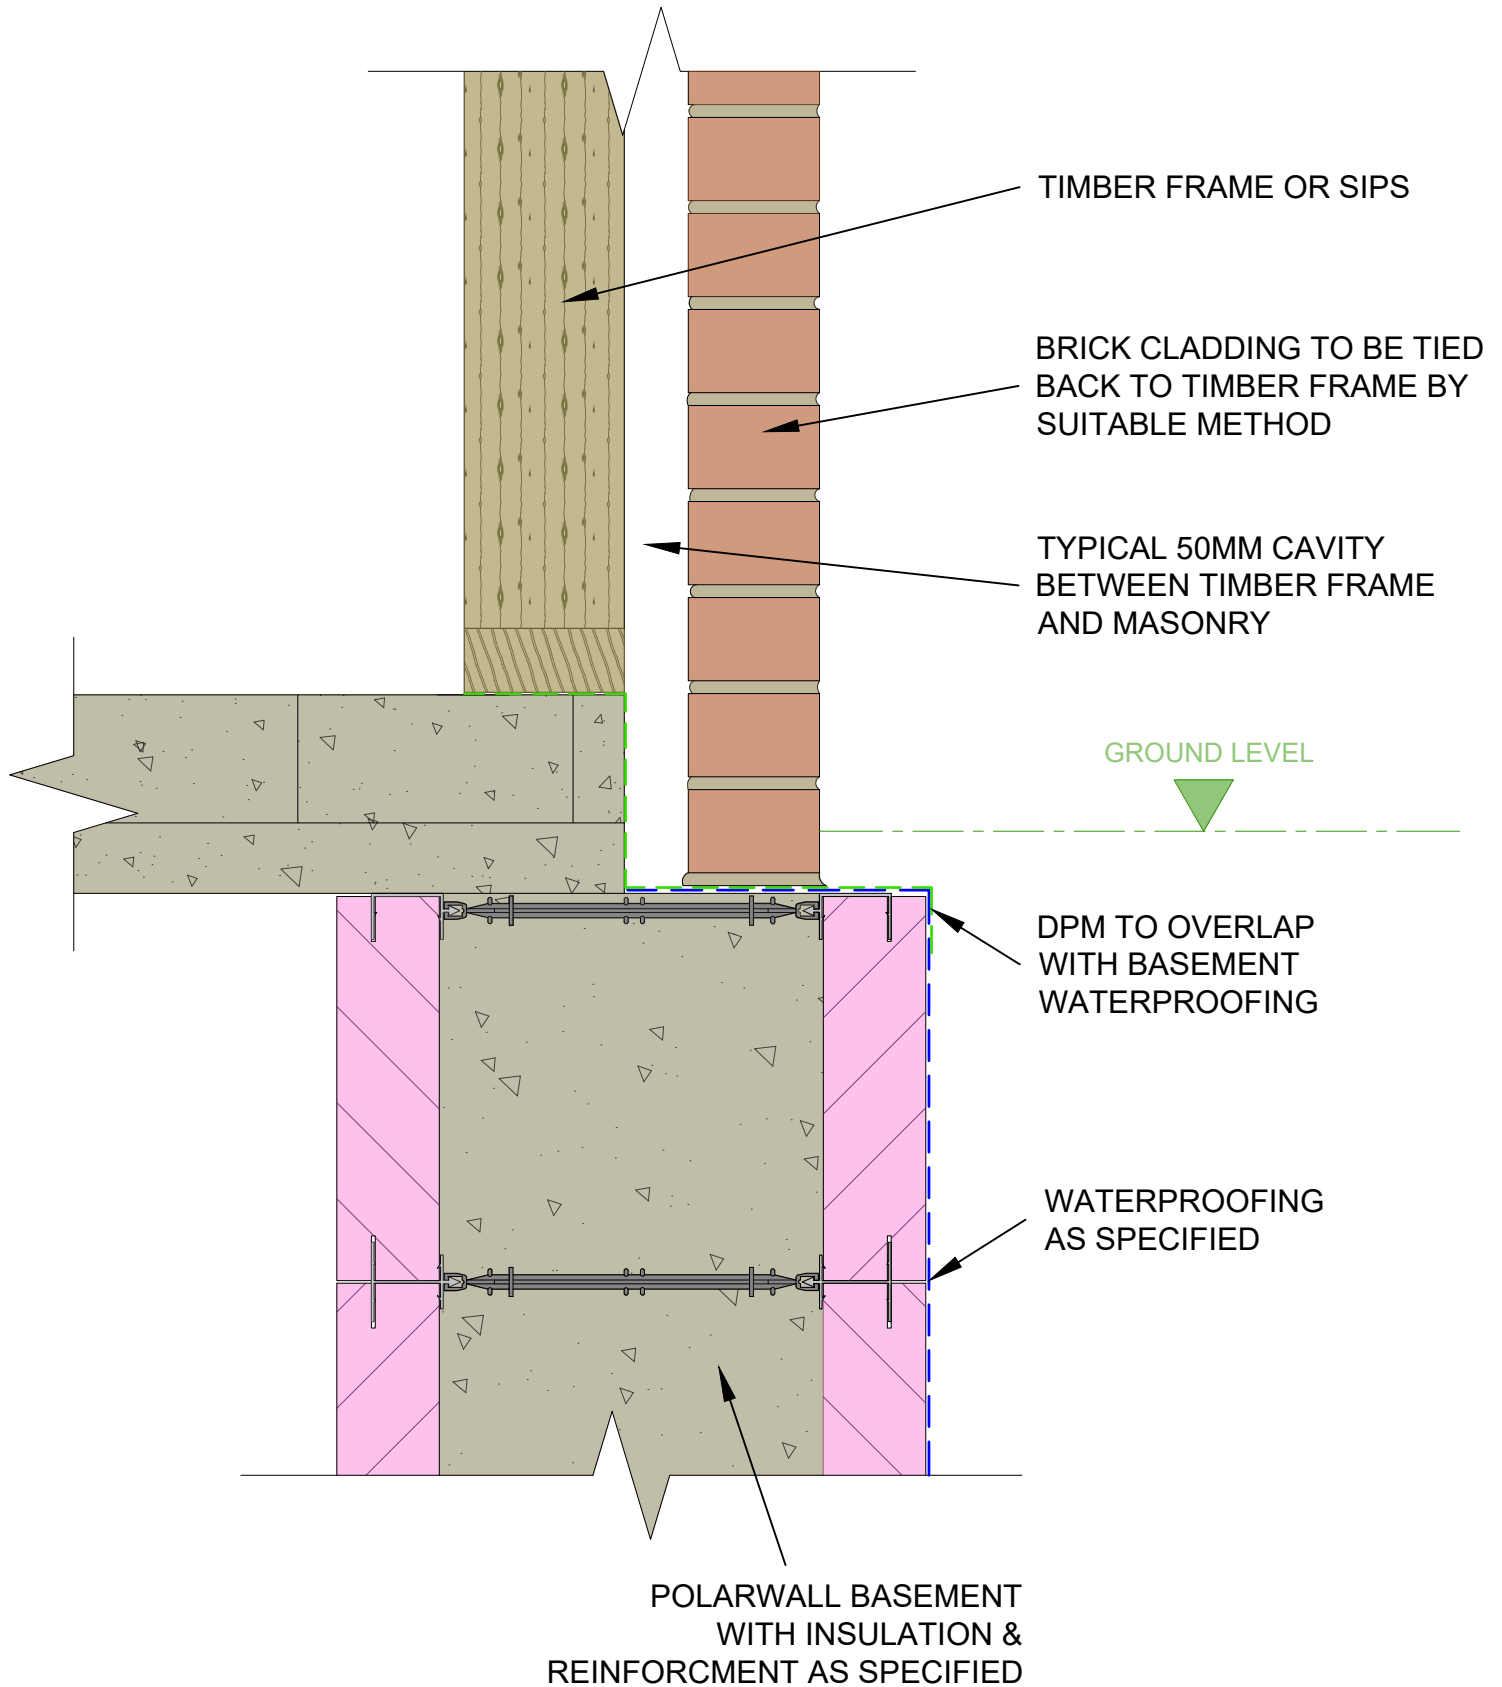 TIMBER FRAME OR SIPS
BRICK CLADDING TO BE TIED
BACK TO TIMBER FRAME BY
SUITABLE METHOD
TYPICAL 50MM CAVITY
BETWEEN TIMBER FRAME
AND MASONRY
GROUND LEVEL
DPM TO OVERLAP
WITH BASEMENT
WATERPROOFING
WATERPROOFING
AS SPECIFIED
POLARWALL BASEMENT
WITH INSULATION &
REINFORCMENT AS SPECIFIED